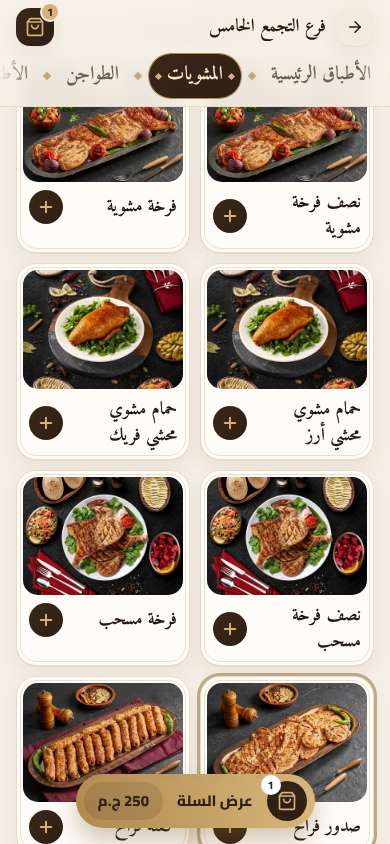 فرع التجمع الخامس
1
الأطباق الرئيسية
المشويات
الطواجن
نصف فرخة
مشوية
فرخة مشوية
حمام مشوي
محشي أرز
حمام مشوي
محشي فريك
نصف فرخة
مسحب
فرخة مسحب
صدور فراخ
1
عرض السلة
250 ج.م